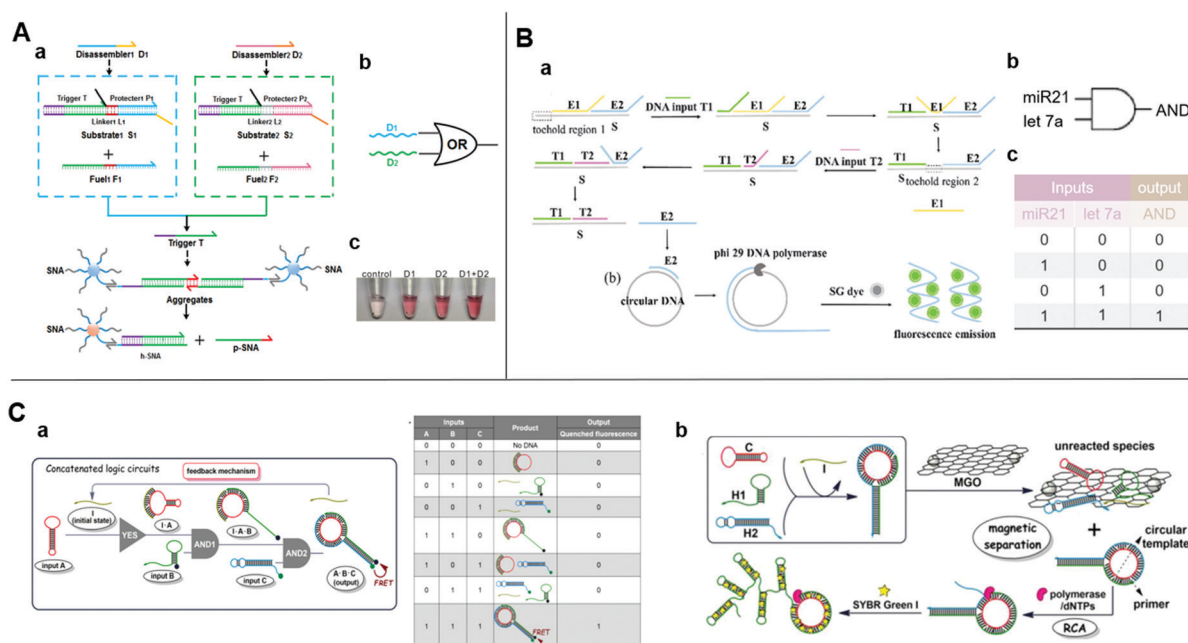 A
a
Disassembler1 D1
Disassembler2 D2
Trigger T
Protecter1 P1
Linker1 L1
Substrate1 S1
+
Fuel1 F1
Trigger T
Protecter2 P2
Linker2 L2
Substrate2 S2
+
Fuel2 F2
Trigger T
SNA
SNA
Aggregates
SNA
h-SNA
+
p-SNA
b
D1
D2
OR
c
control D1 D2 D1+D2
B
a
E1 E2
toehold region 1
S
DNA input T1
E1 E2
S
T1 E1 E2
S
T1 T2 E2
S
T1 T2 E2
S
DNA input T2
T1 E2
S
toehold region 2
E1
T1 T2
S
E2
(b)
E2
circular DNA
phi 29 DNA polymerase
SG dye
fluorescence emission
b
miR21
let 7a
AND
c
Inputs output
miR21 let 7a AND
0 0 0
1 0 0
0 1 0
1 1 1
C
a
Concatenated logic circuits
feedback mechanism
I
(initial state)
input A
YES
I·A
input B
AND1
I·A·B
input C
AND2
A·B·C
(output)
FRET
Inputs Product Output
A B C Quenched fluorescence
0 0 0 No DNA 0
1 0 0 0
0 1 0 0
0 0 1 0
1 1 0 0
1 0 1 0
0 1 1 0
1 1 1 FRET 1
b
C
I
H1
H2
MGO
unreacted species
magnetic
separation
+
circular
template
primer
polymerase
/dNTPs
RCA
SYBR Green I